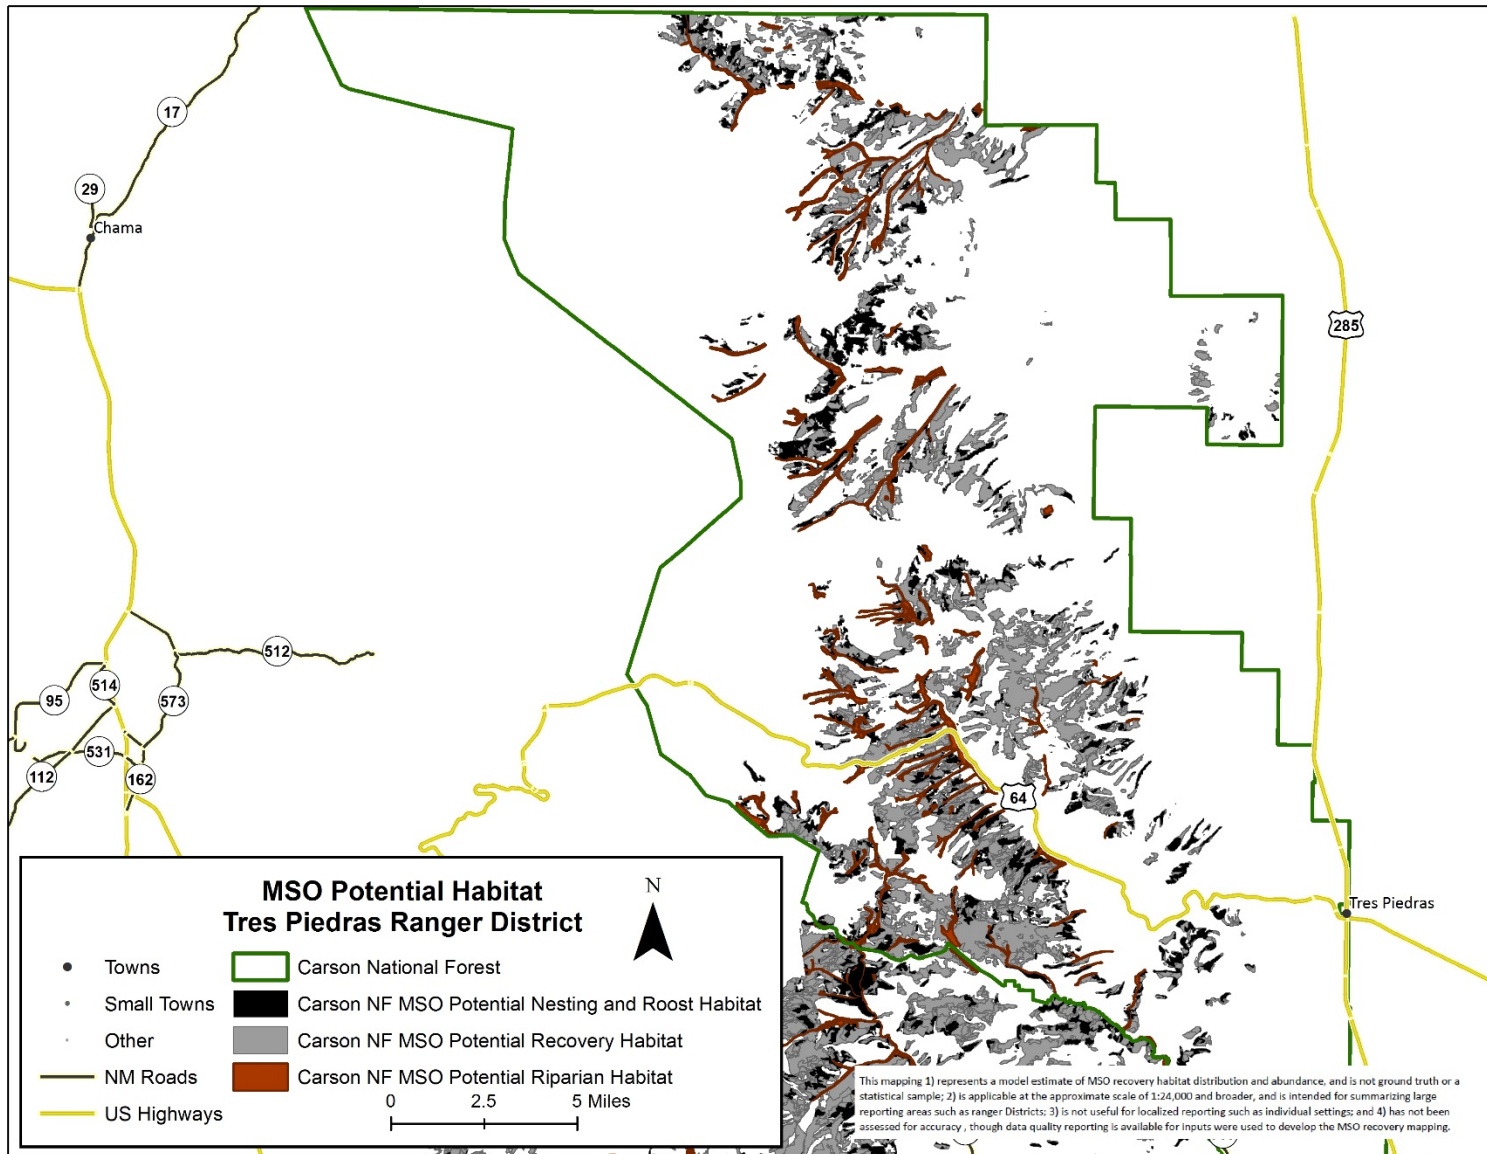 17
29
Chama
285
512
95
514
573
531
112
162
64
Tres Piedras
MSO Potential Habitat
Tres Piedras Ranger District
N
Towns
Small Towns
Other
NM Roads
US Highways
Carson National Forest
Carson NF MSO Potential Nesting and Roost Habitat
Carson NF MSO Potential Recovery Habitat
Carson NF MSO Potential Riparian Habitat
0 2.5 5 Miles
This mapping 1) represents a model estimate of MSO recovery habitat distribution and abundance, and is not ground truth or a
statistical sample; 2) is applicable at the approximate scale of 1:24,000 and broader, and is intended for summarizing large
reporting areas such as ranger Districts; 3) is not useful for localized reporting such as individual settings; and 4) has not been
assessed for accuracy , though data quality reporting is available for inputs were used to develop the MSO recovery mapping.